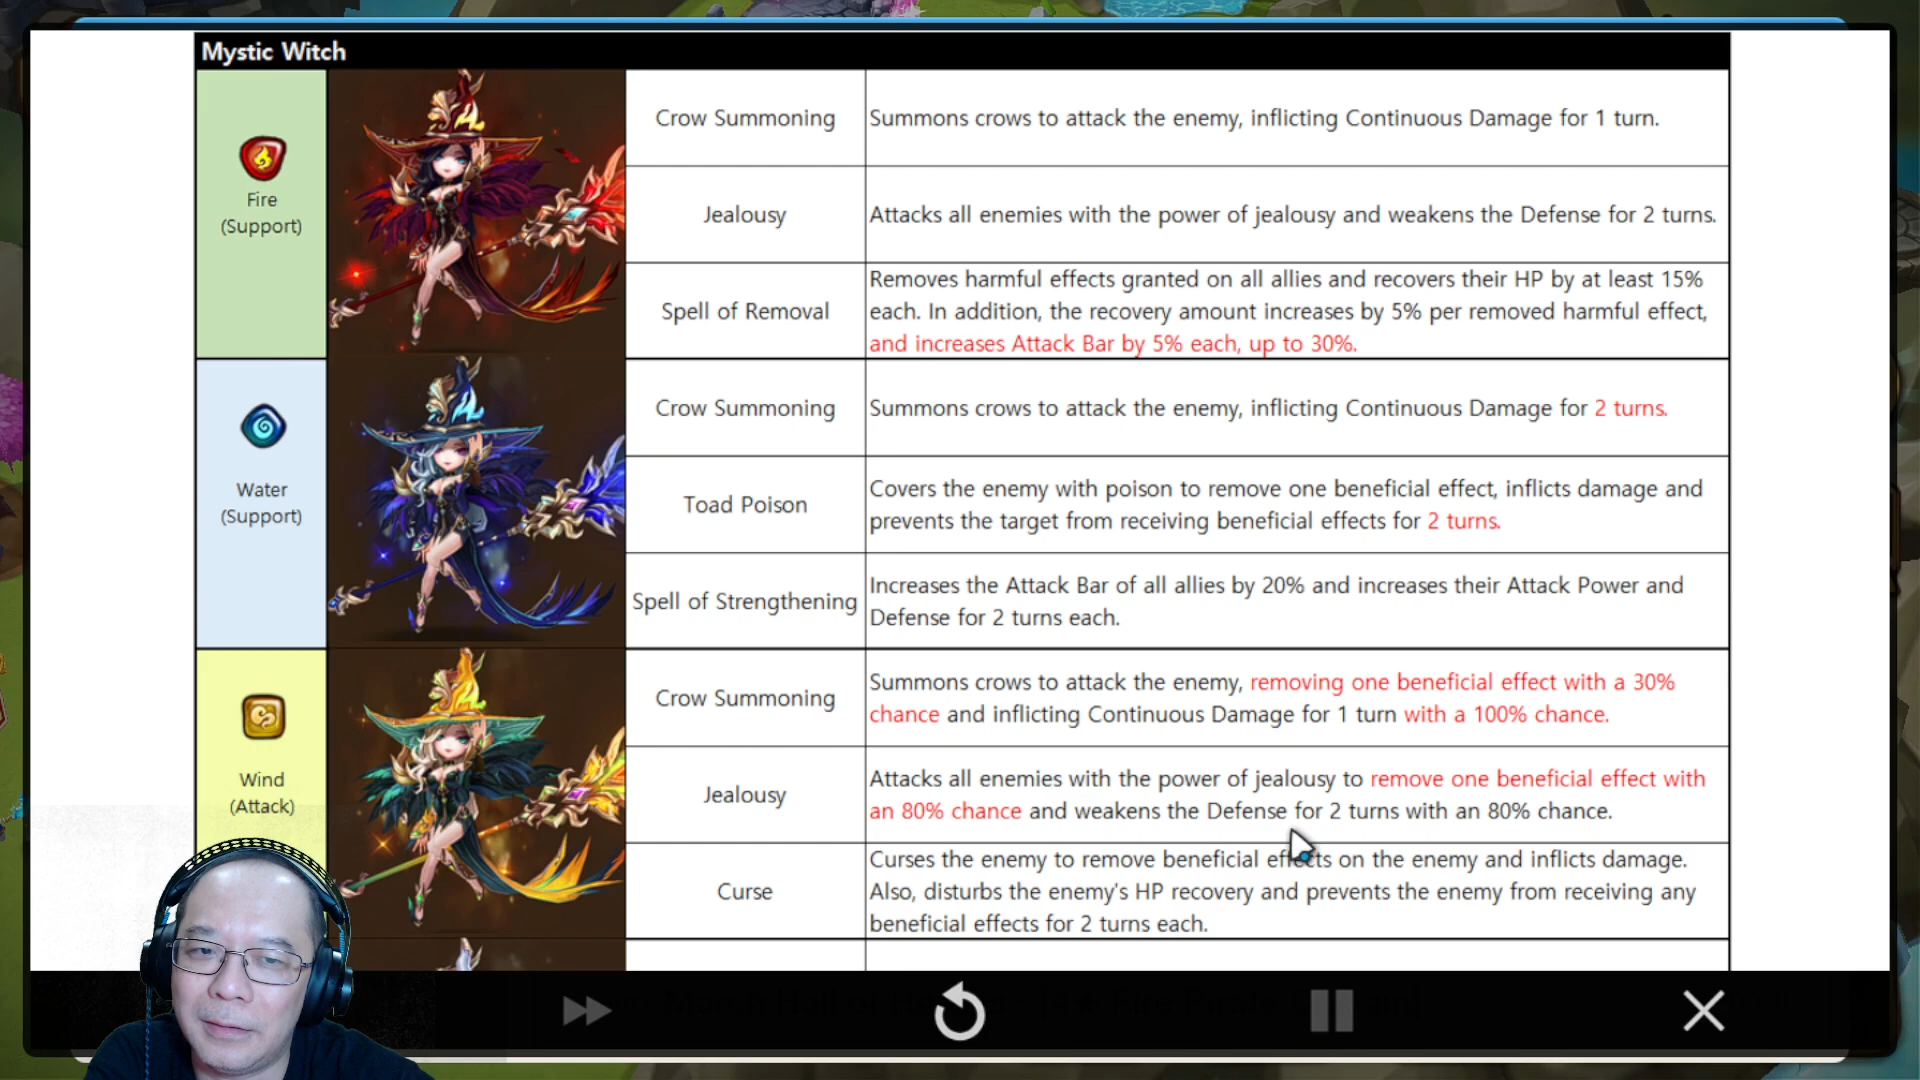 Mystic Witch
Fire
(Support)
Crow Summoning
Summons crows to attack the enemy, inflicting Continuous Damage for 1 turn.
Jealousy
Attacks all enemies with the power of jealousy and weakens the Defense for 2 turns.
Spell of Removal
Removes harmful effects granted on all allies and recovers their HP by at least 15%
each. In addition, the recovery amount increases by 5% per removed harmful effect,
and increases Attack Bar by 5% each, up to 30%.
Water
(Support)
Crow Summoning
Summons crows to attack the enemy, inflicting Continuous Damage for 2 turns.
Toad Poison
Covers the enemy with poison to remove one beneficial effect, inflicts damage and
prevents the target from receiving beneficial effects for 2 turns.
Spell of Strengthening
Increases the Attack Bar of all allies by 20% and increases their Attack Power and
Defense for 2 turns each.
Wind
(Attack)
Crow Summoning
Summons crows to attack the enemy, removing one beneficial effect with a 30%
chance and inflicting Continuous Damage for 1 turn with a 100% chance.
Jealousy
Attacks all enemies with the power of jealousy to remove one beneficial effect with
an 80% chance and weakens the Defense for 2 turns with an 80% chance.
Curse
Curses the enemy to remove beneficial effects on the enemy and inflicts damage.
Also, disturbs the enemy's HP recovery and prevents the enemy from receiving any
beneficial effects for 2 turns each.